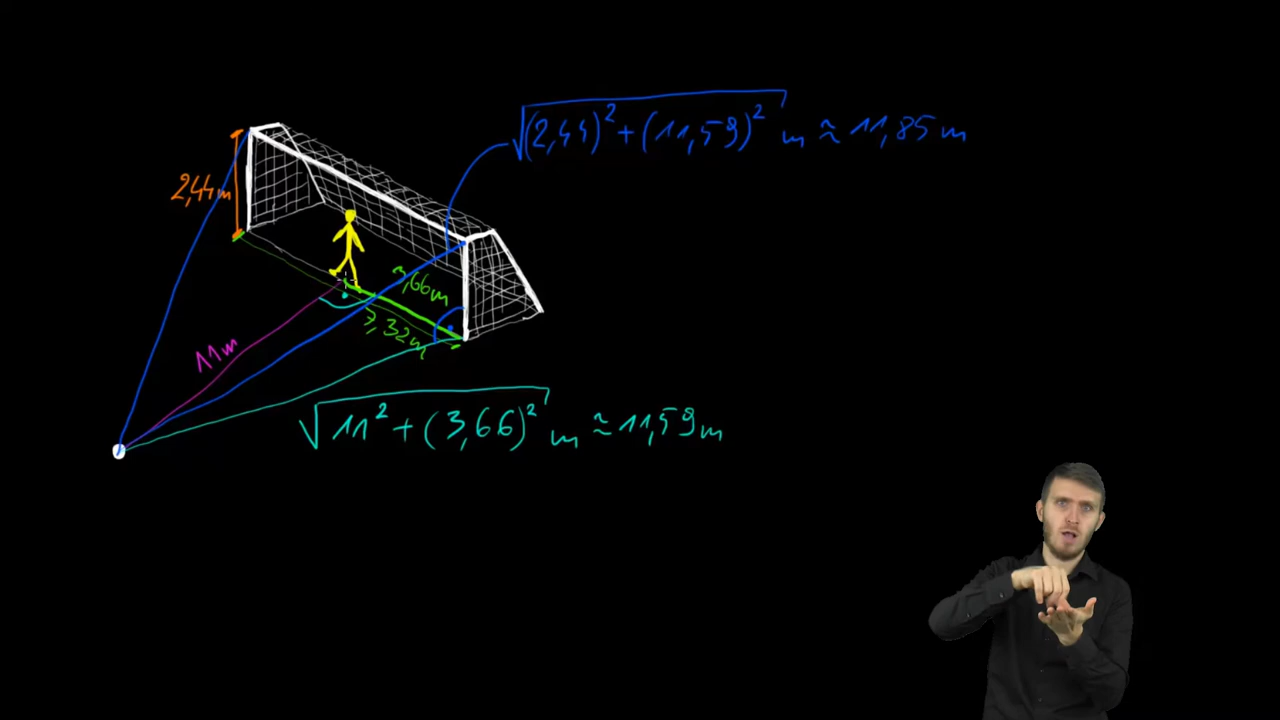 √(2,44)²+(11,59)² m ≈ 11,85m
2,44m
3,66m
7,32m
11m
√11²+(3,66)² m ≈ 11,59m